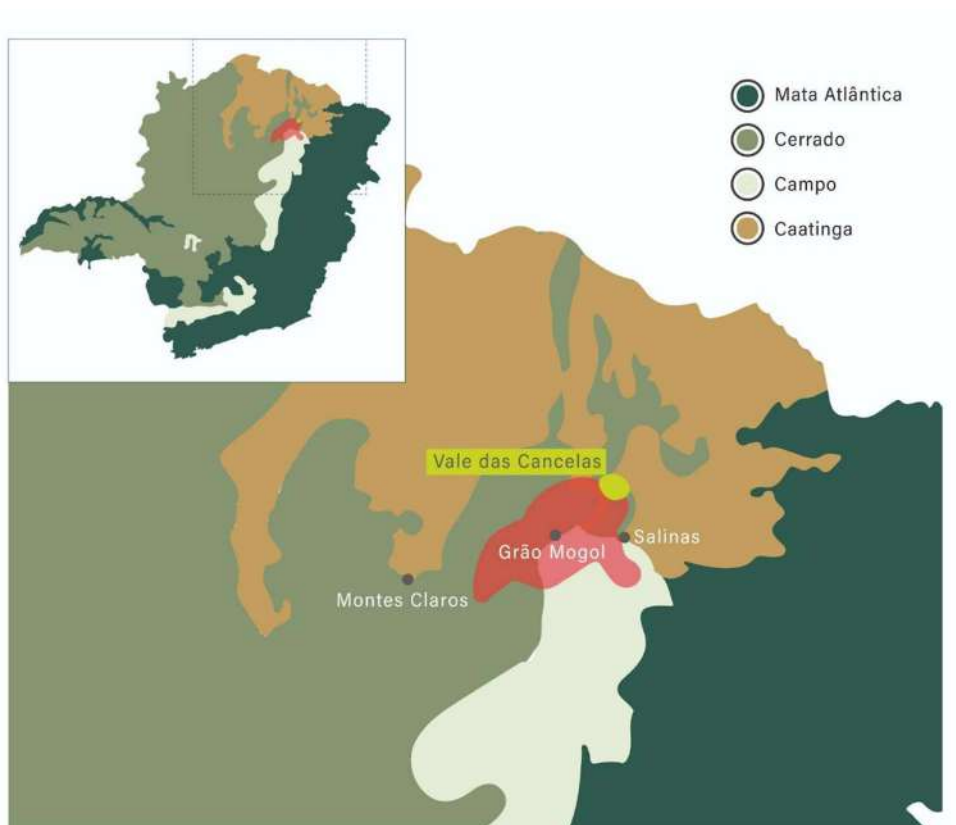 Mata Atlântica
Cerrado
Campo
Caatinga
Vale das Cancelas
Salinas
Grão Mogol
Montes Claros